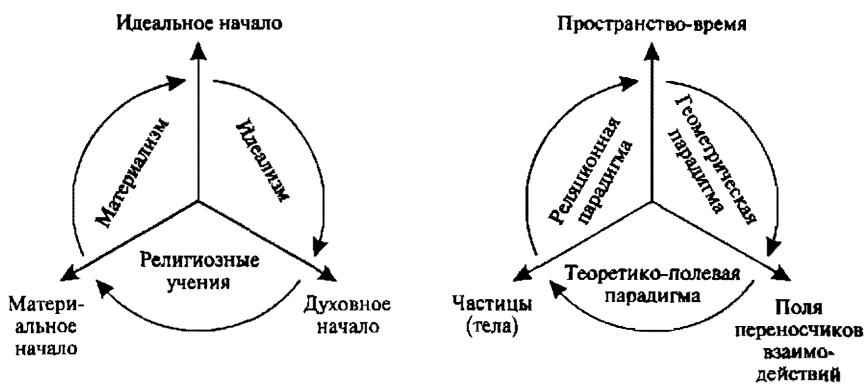 Идеальное начало
Материализм
Идеализм
Религиозные
учения
Матери-
альное
начало
Духовное
начало
Пространство-время
Реляционная
парадигма
Геометрическая
парадигма
Теоретико-полевая
парадигма
Частицы
(тела)
Поля
переносчиков
взаимо-
действий